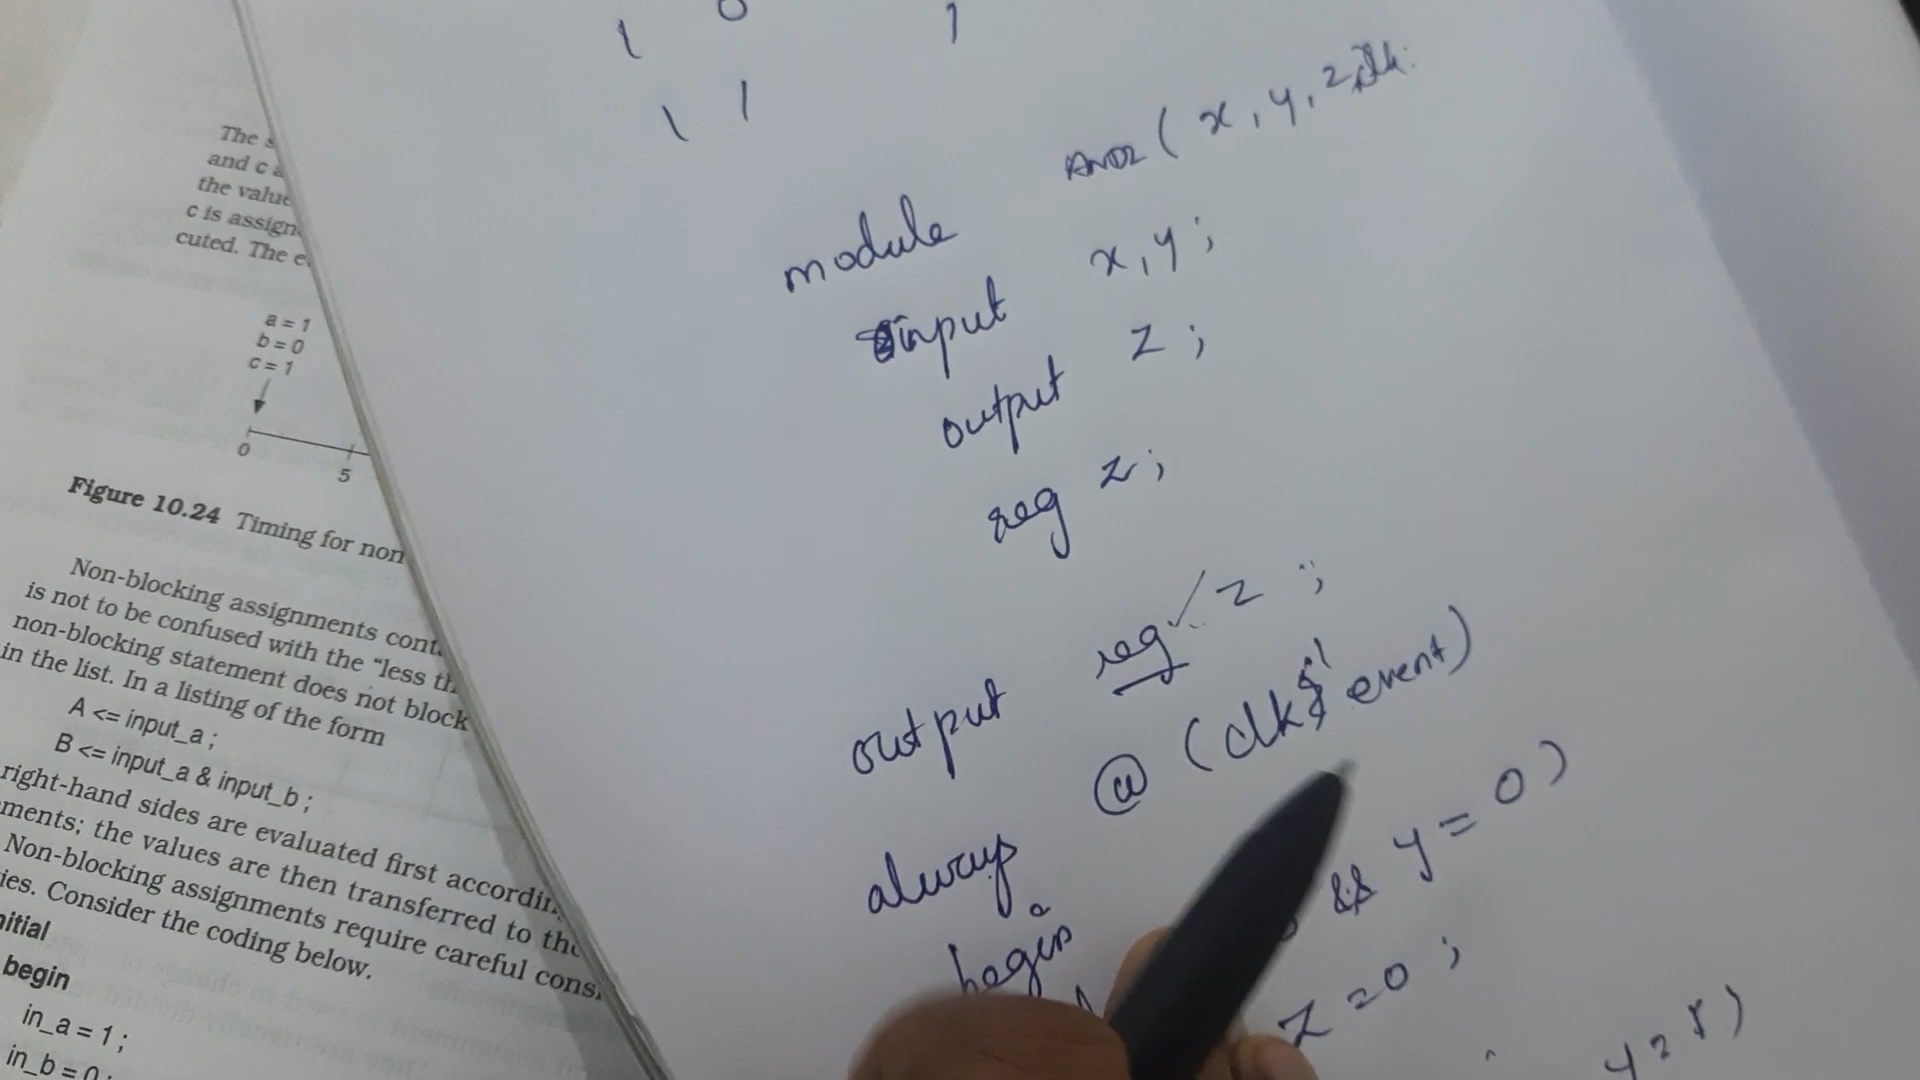 The
and c
the value
c is assign
cuted. The
a = 1
b = 0
c = 1
0
5
Figure 10.24 Timing for non
Non-blocking assignments cont
is not to be confused with the “less th
non-blocking statement does not block
in the list. In a listing of the form
A <= input_a ;
B <= input_a & input_b ;
right-hand sides are evaluated first accordin
ments; the values are then transferred to the
Non-blocking assignments require careful cons
ies. Consider the coding below.
nitial
begin
in_a = 1 ;
in_b = 0
1 0 1
1 1
module AND2 ( x, y, z, clk
input x, y ;
output z ;
reg z ;
output reg z ;
always @ (clk event)
begin
&& y = 0 )
z = 0 ;